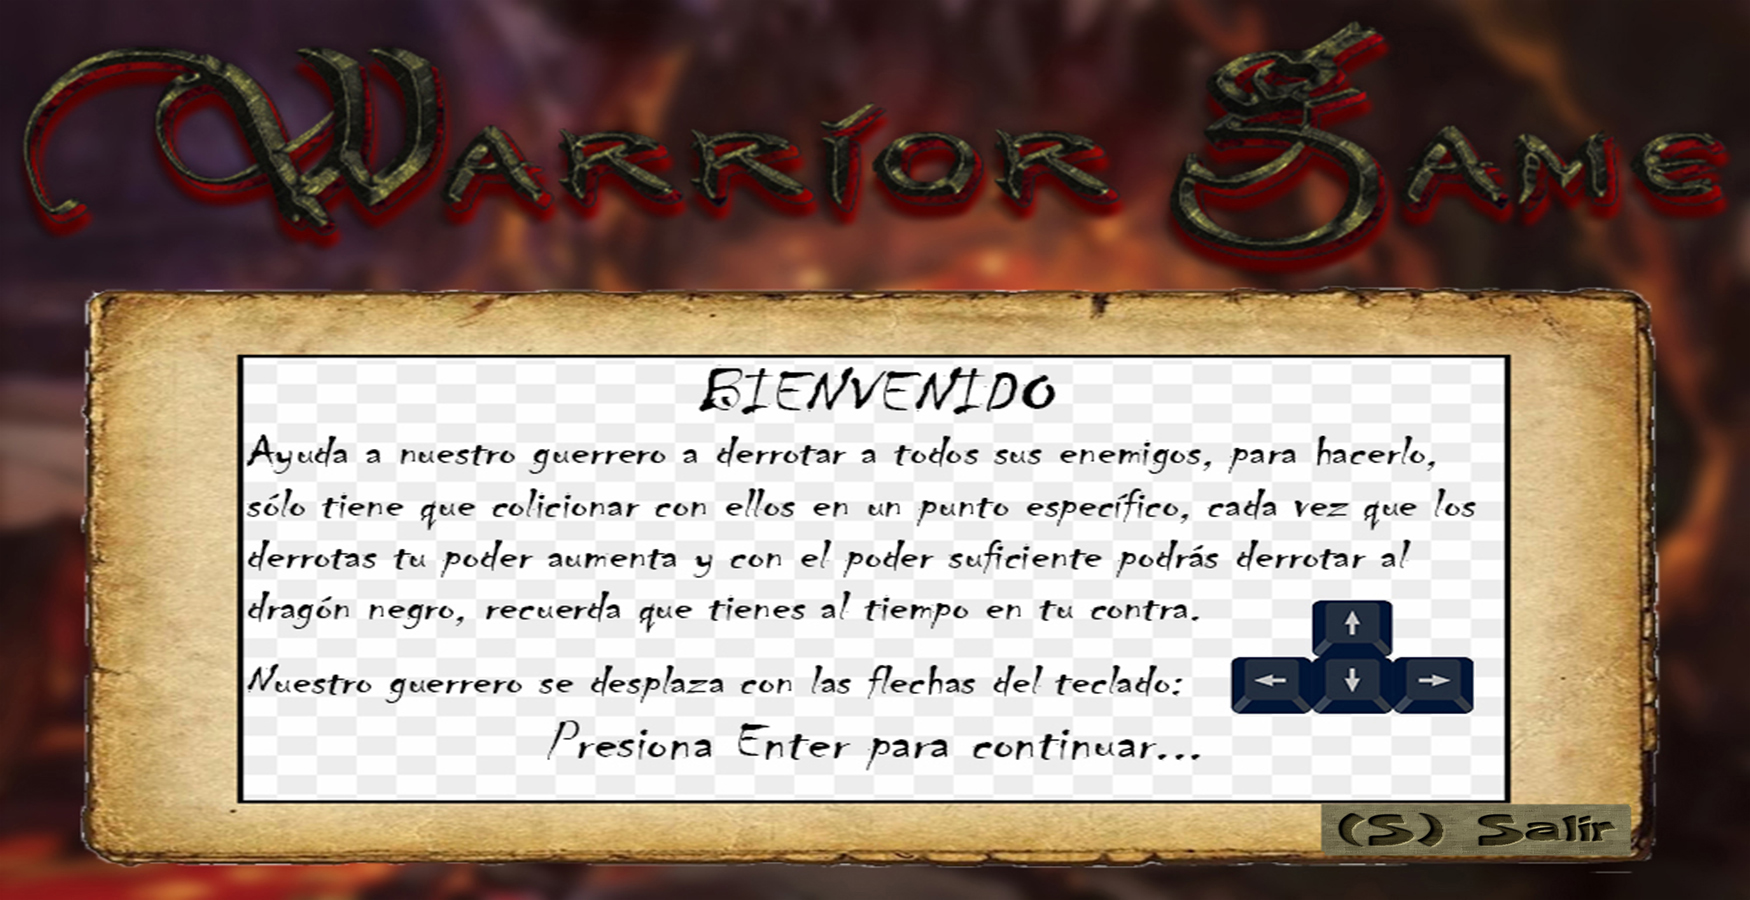 Warrior Game
BIENVENIDO
Ayuda a nuestro guerrero a derrotar a todos sus enemigos, para hacerlo,
sólo tiene que colicionar con ellos en un punto específico, cada vez que los
derrotas tu poder aumenta y con el poder suficiente podrás derrotar al
dragón negro, recuerda que tienes al tiempo en tu contra.
Nuestro guerrero se desplaza con las flechas del teclado:
Presiona Enter para continuar...
(S) Salir